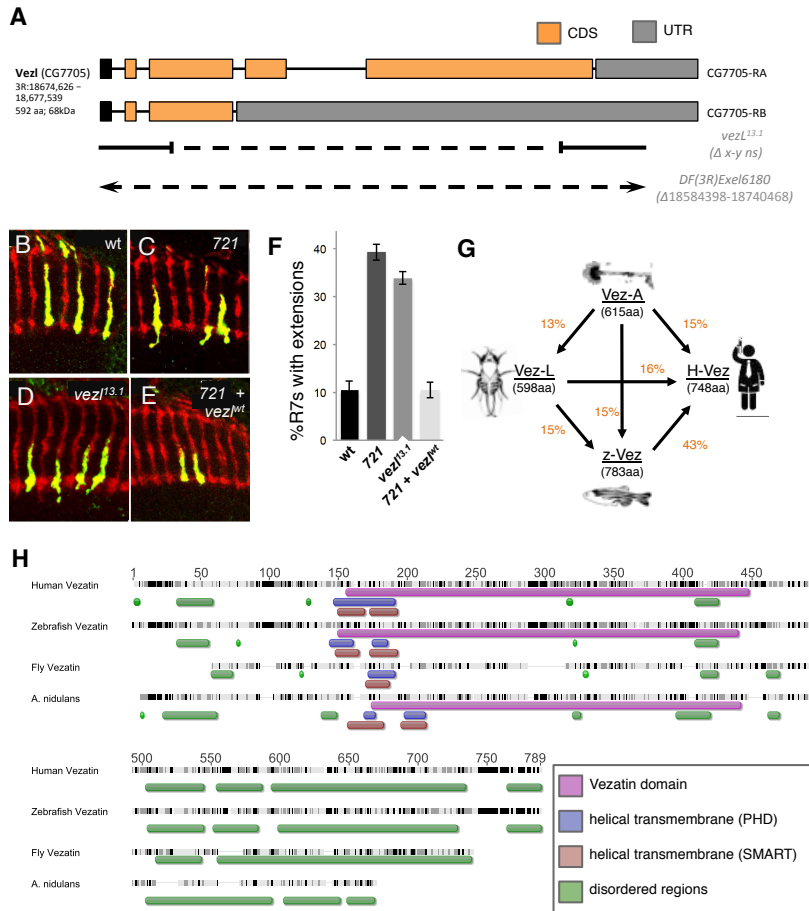 A
CDS
UTR
Vezl (CG7705)
3R:18674,626 –
18,677,539
592 aa; 68kDa
CG7705-RA
CG7705-RB
vezL13.1
(Δ x-y ns)
DF(3R)Exel6180
(Δ18584398-18740468)
B
wt
C
721
D
vezl13.1
E
721 +
vezlwt
F
%R7s with extensions
40
30
20
10
0
wt
721
vezl13.1
721 + vezlwt
G
Vez-A
(615aa)
13%
15%
Vez-L
(598aa)
16%
H-Vez
(748aa)
15%
15%
43%
z-Vez
(783aa)
H
1 50 100 150 200 250 300 350 400 450
Human Vezatin
Zebrafish Vezatin
Fly Vezatin
A. nidulans
500 550 600 650 700 750 789
Human Vezatin
Zebrafish Vezatin
Fly Vezatin
A. nidulans
Vezatin domain
helical transmembrane (PHD)
helical transmembrane (SMART)
disordered regions